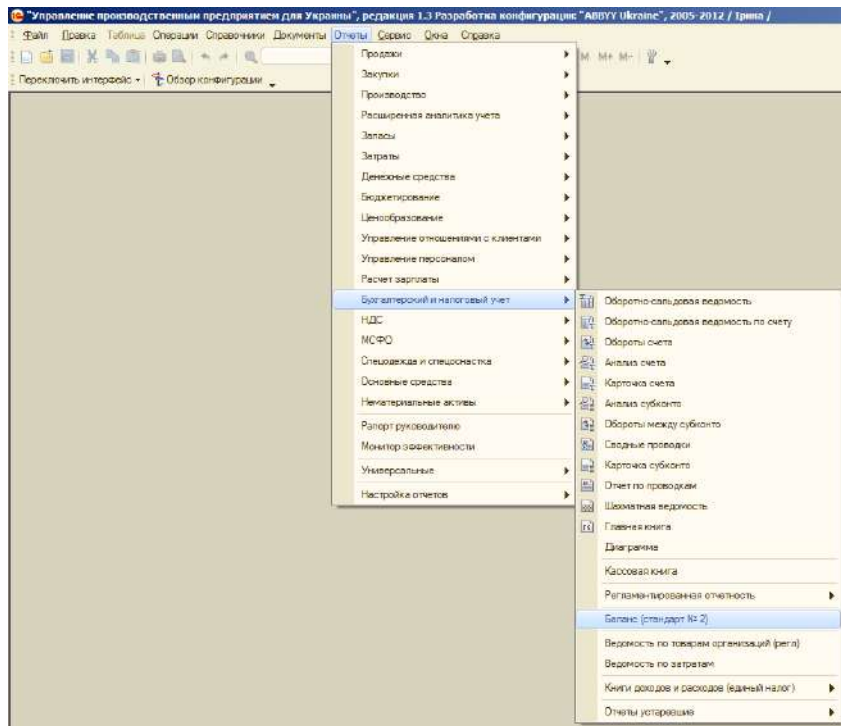 "Управление производственным предприятием для Украины", редакция 1.3 Разработка конфигурации: "ABBYY Ukraine", 2005-2012 / Ірина /
Файл Правка Таблица Операции Справочники Документы Отчеты Сервис Окна Справка
M M+ M-
Переключить интерфейс Обзор конфигурации
Продажи
Закупки
Производство
Расширенная аналитика учета
Запасы
Затраты
Денежные средства
Бюджетирование
Ценообразование
Управление отношениями с клиентами
Управление персоналом
Расчет зарплаты
Бухгалтерский и налоговый учет
НДС
МСФО
Спецодежда и спецоснастка
Основные средства
Нематериальные активы
Рапорт руководителю
Монитор эффективности
Универсальные
Настройка отчетов
Оборотно-сальдовая ведомость
Оборотно-сальдовая ведомость по счету
Обороты счета
Анализ счета
Карточка счета
Анализ субконто
Обороты между субконто
Сводные проводки
Карточка субконто
Отчет по проводкам
Шахматная ведомость
Главная книга
Диаграмма
Кассовая книга
Регламентированная отчетность
Баланс (стандарт № 2)
Ведомость по товарам организаций (регл)
Ведомость по затратам
Книги доходов и расходов (единый налог)
Отчеты устаревшие